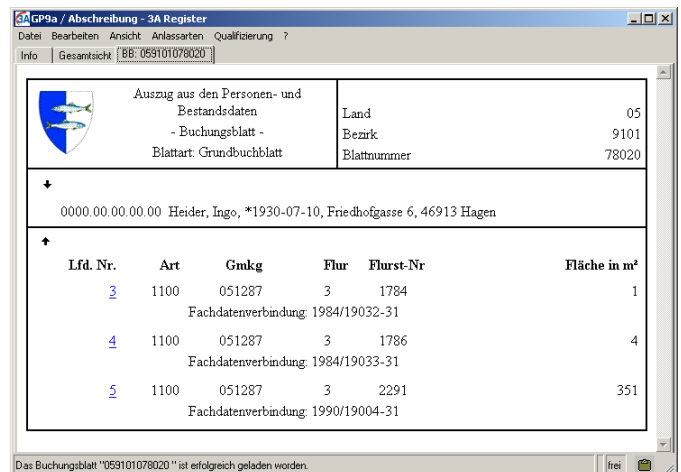 3A GP9a / Abschreibung - 3A Register
Datei Bearbeiten Ansicht Anlassarten Qualifizierung ?
Info Gesamtsicht BB: 059101078020
Auszug aus den Personen- und
Bestandsdaten
- Buchungsblatt -
Blattart: Grundbuchblatt
Land 05
Bezirk 9101
Blattnummer 78020
0000.00.00.00.00 Heider, Ingo, *1930-07-10, Friedhofgasse 6, 46913 Hagen
Lfd. Nr. Art Gmkg Flur Flurst-Nr Fläche in m²
3 1100 051287 3 1784 1
Fachdatenverbindung: 1984/19032-31
4 1100 051287 3 1786 4
Fachdatenverbindung: 1984/19033-31
5 1100 051287 3 2291 351
Fachdatenverbindung: 1990/19004-31
Das Buchungsblatt "059101078020 " ist erfolgreich geladen worden. frei